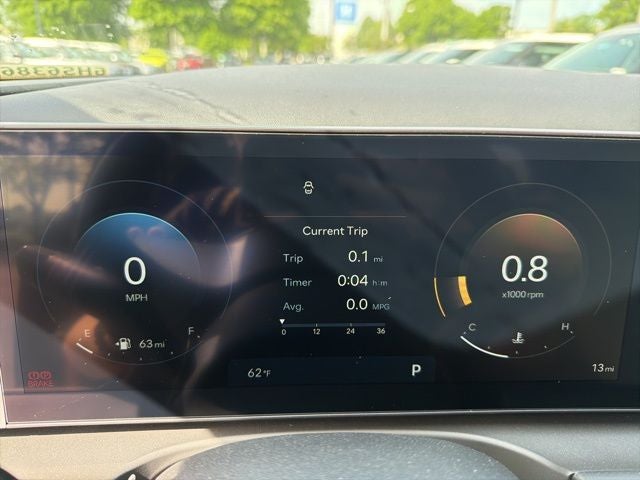 Current Trip
Trip 0.1 mi
Timer 0:04 h:m
Avg. 0.0 MPG
0 12 24 36
0
MPH
E F
63 mi
0.8
x1000 rpm
C H
BRAKE
62 °F
P
13 mi